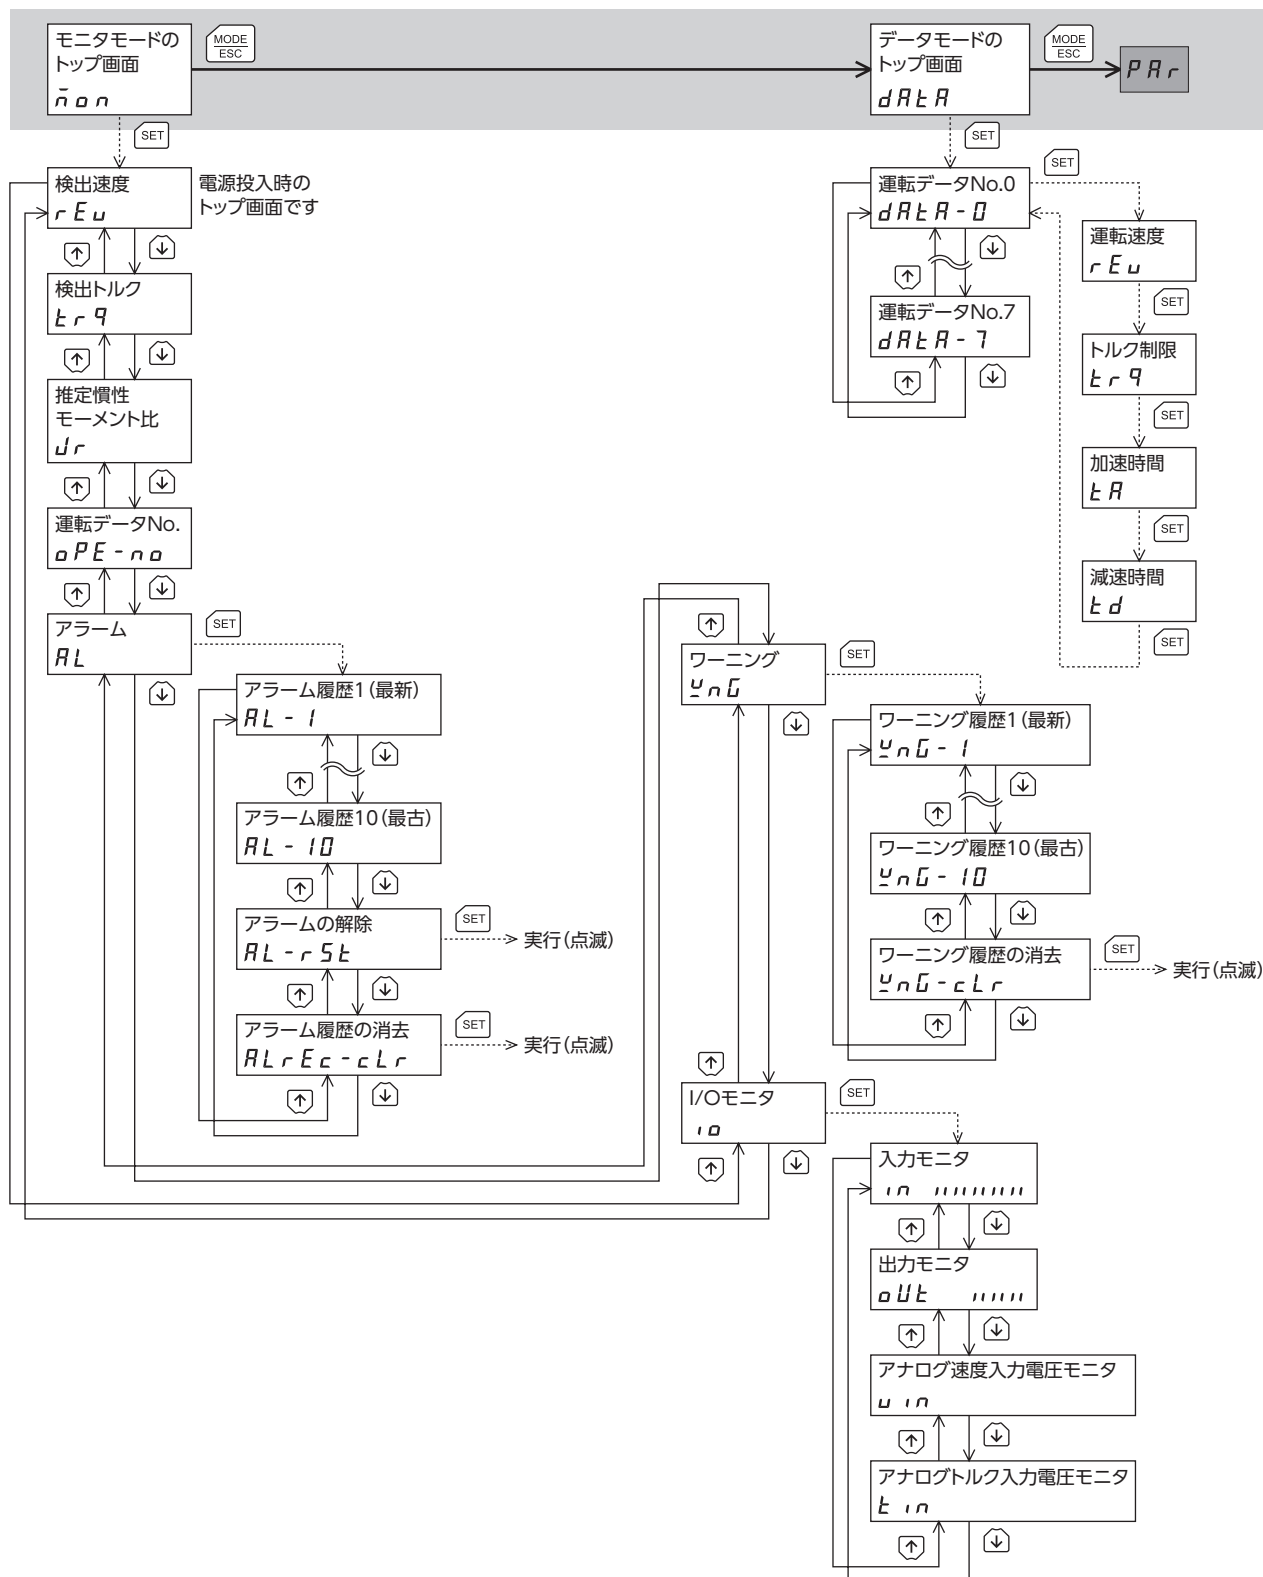 モニタモードの
トップ画面
mon
MODE
ESC
データモードの
トップ画面
dAtA
MODE
ESC
PAr
SET
検出速度
rEv
電源投入時の
トップ画面です
検出トルク
trq
推定慣性
モーメント比
Jr
運転データNo.
oPE-no
アラーム
AL
SET
アラーム履歴1(最新)
AL-1
アラーム履歴10(最古)
AL-10
アラームの解除
AL-rSt
SET
実行(点滅)
アラーム履歴の消去
ALrEc-cLr
SET
実行(点滅)
ワーニング
WnG
SET
ワーニング履歴1(最新)
WnG-1
ワーニング履歴10(最古)
WnG-10
ワーニング履歴の消去
WnG-cLr
SET
実行(点滅)
I/Oモニタ
io
SET
入力モニタ
in
出力モニタ
oUt
アナログ速度入力電圧モニタ
vin
アナログトルク入力電圧モニタ
tin
SET
運転データNo.0
dAtA-0
運転データNo.7
dAtA-7
SET
運転速度
rEv
SET
トルク制限
trq
SET
加速時間
tA
SET
減速時間
td
SET